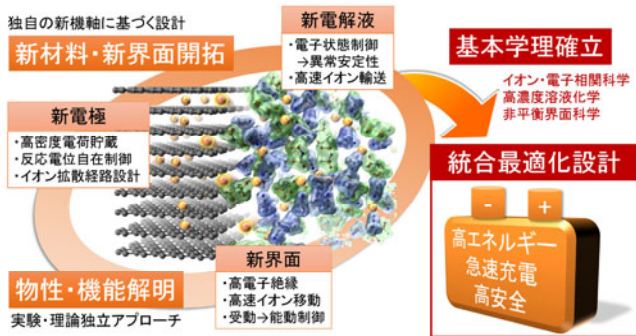 独自の新機軸に基づく設計
新材料・新界面開拓
新電解液
・電子状態制御
→異常安定性
・高速イオン輸送
新電極
・高密度電荷貯蔵
・反応電位自在制御
・イオン拡散経路設計
新界面
・高電子絶縁
・高速イオン移動
・受動→能動制御
物性・機能解明
実験・理論独立アプローチ
基本学理確立
イオン・電子相関科学
高濃度溶液化学
非平衡界面科学
統合最適化設計
- +
高エネルギー
急速充電
高安全